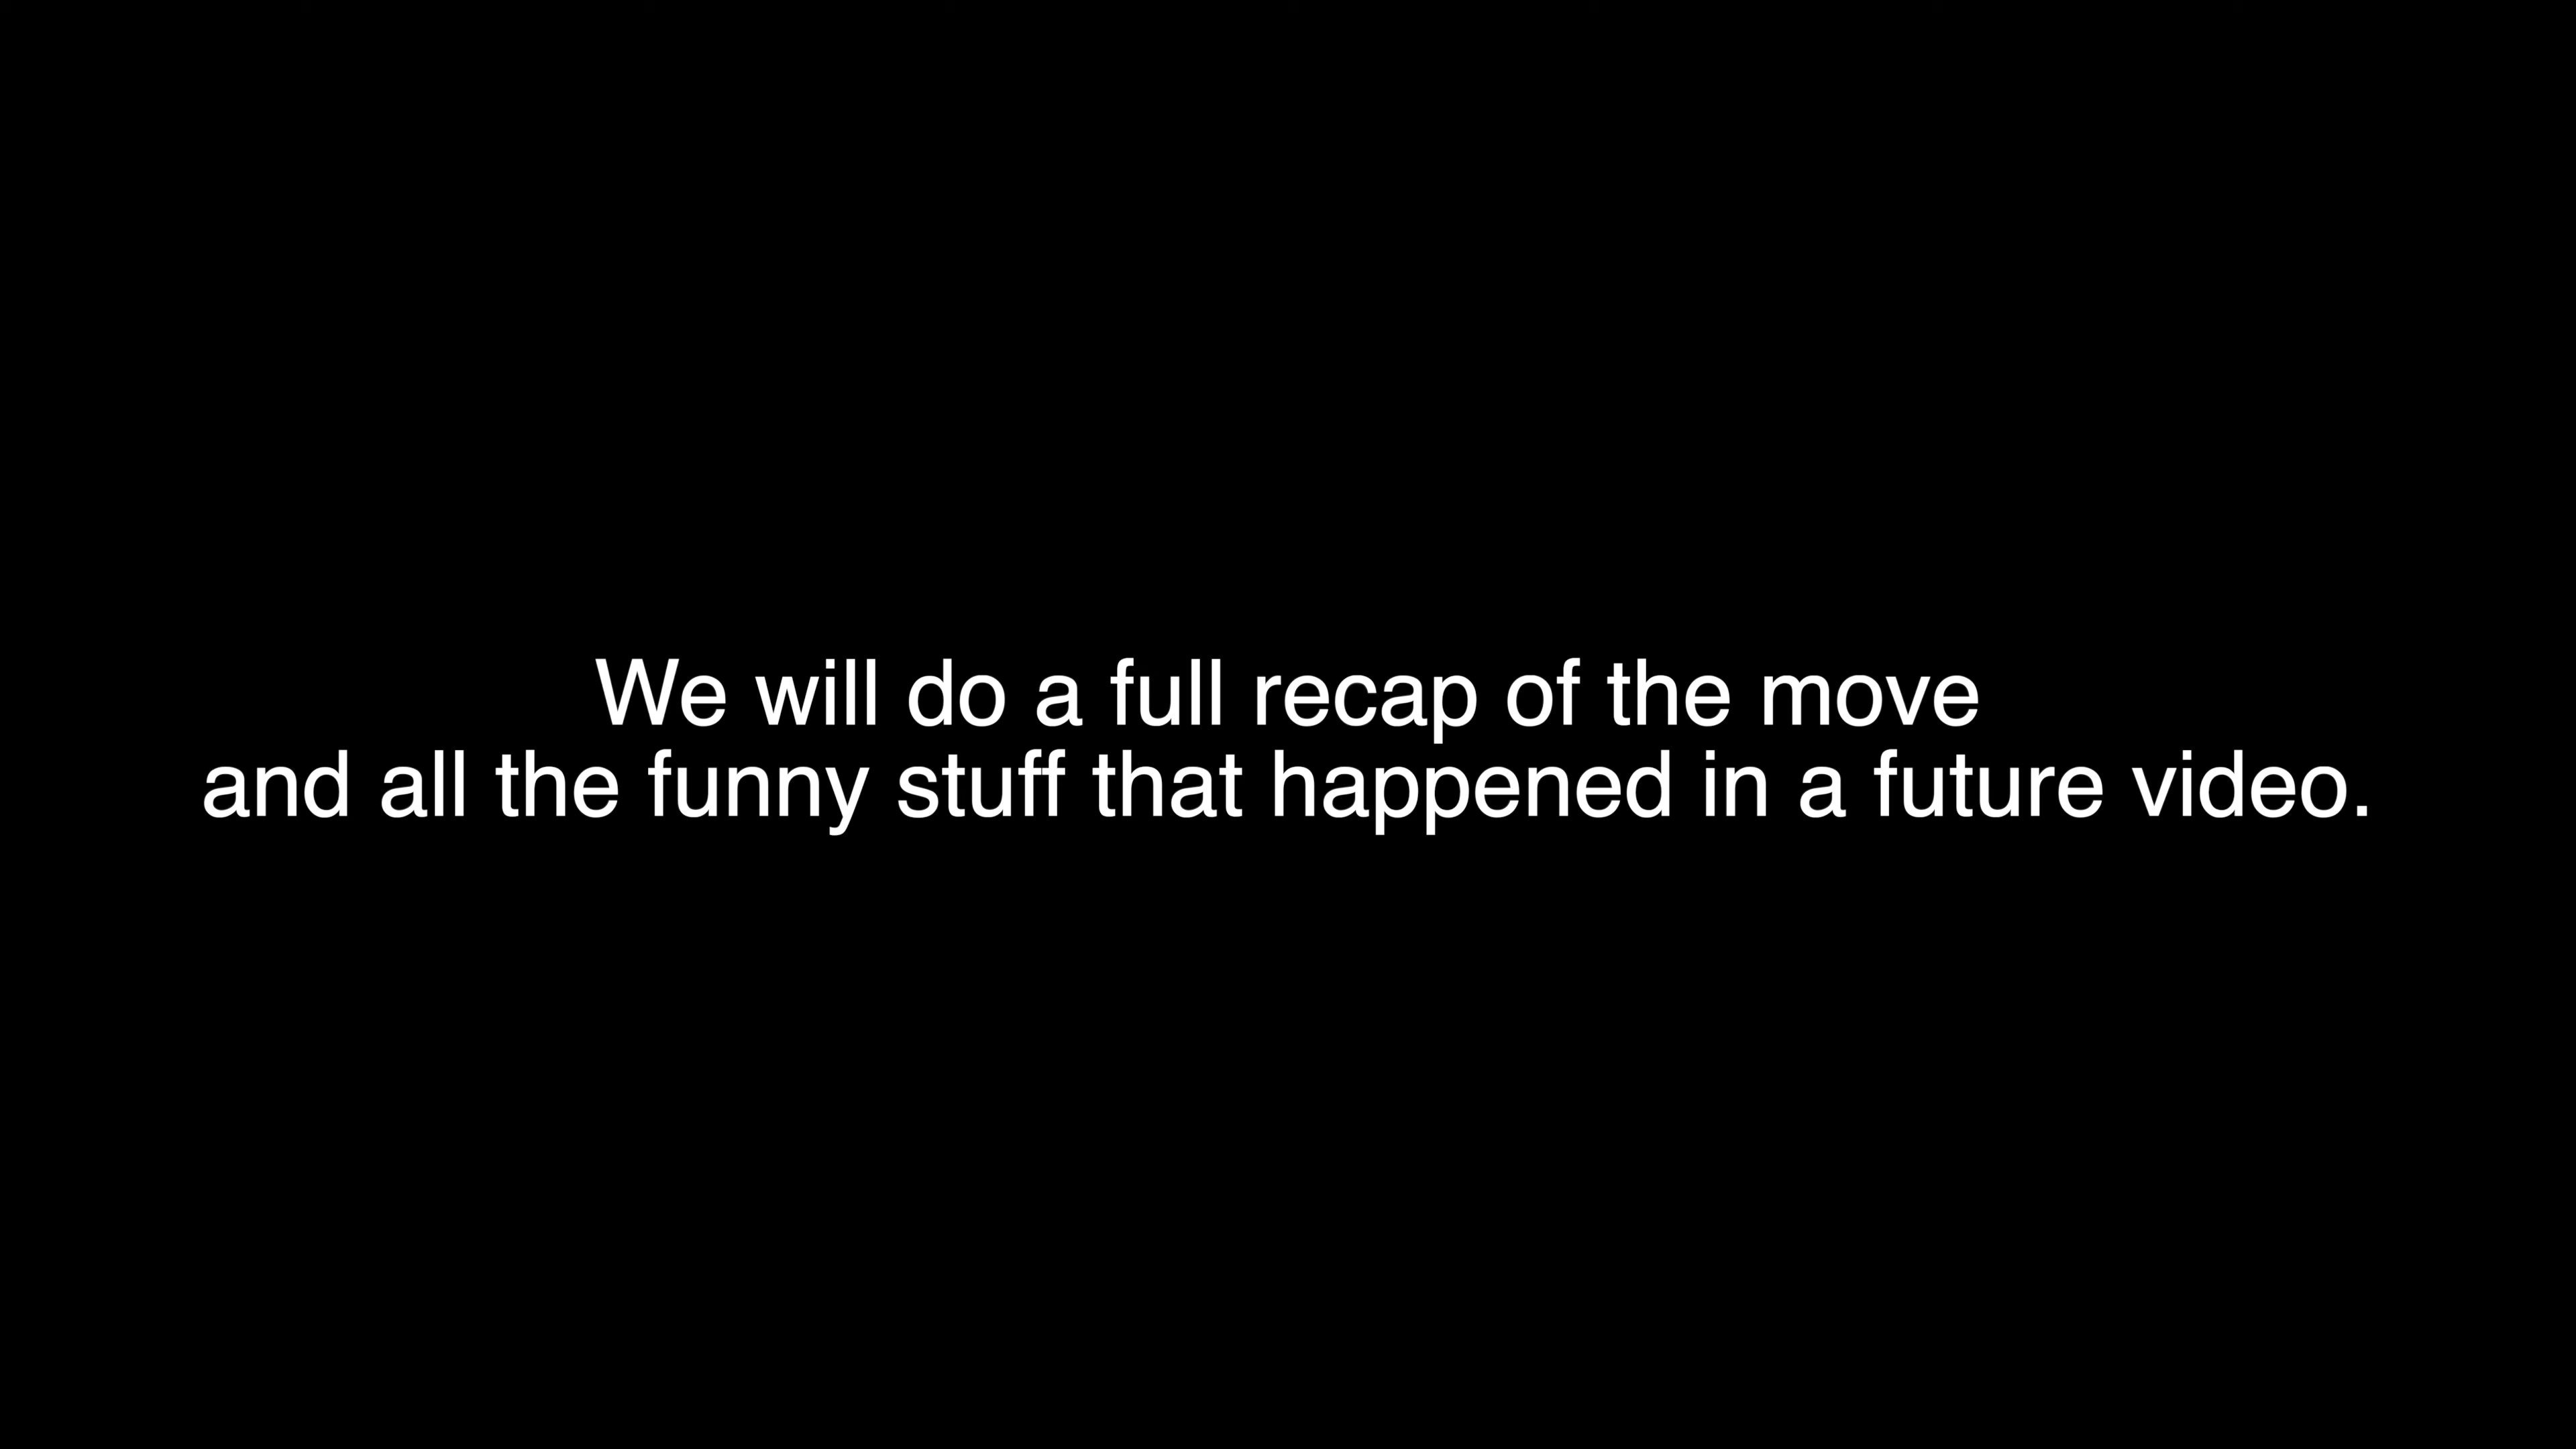 We will do a full recap of the move
and all the funny stuff that happened in a future video.